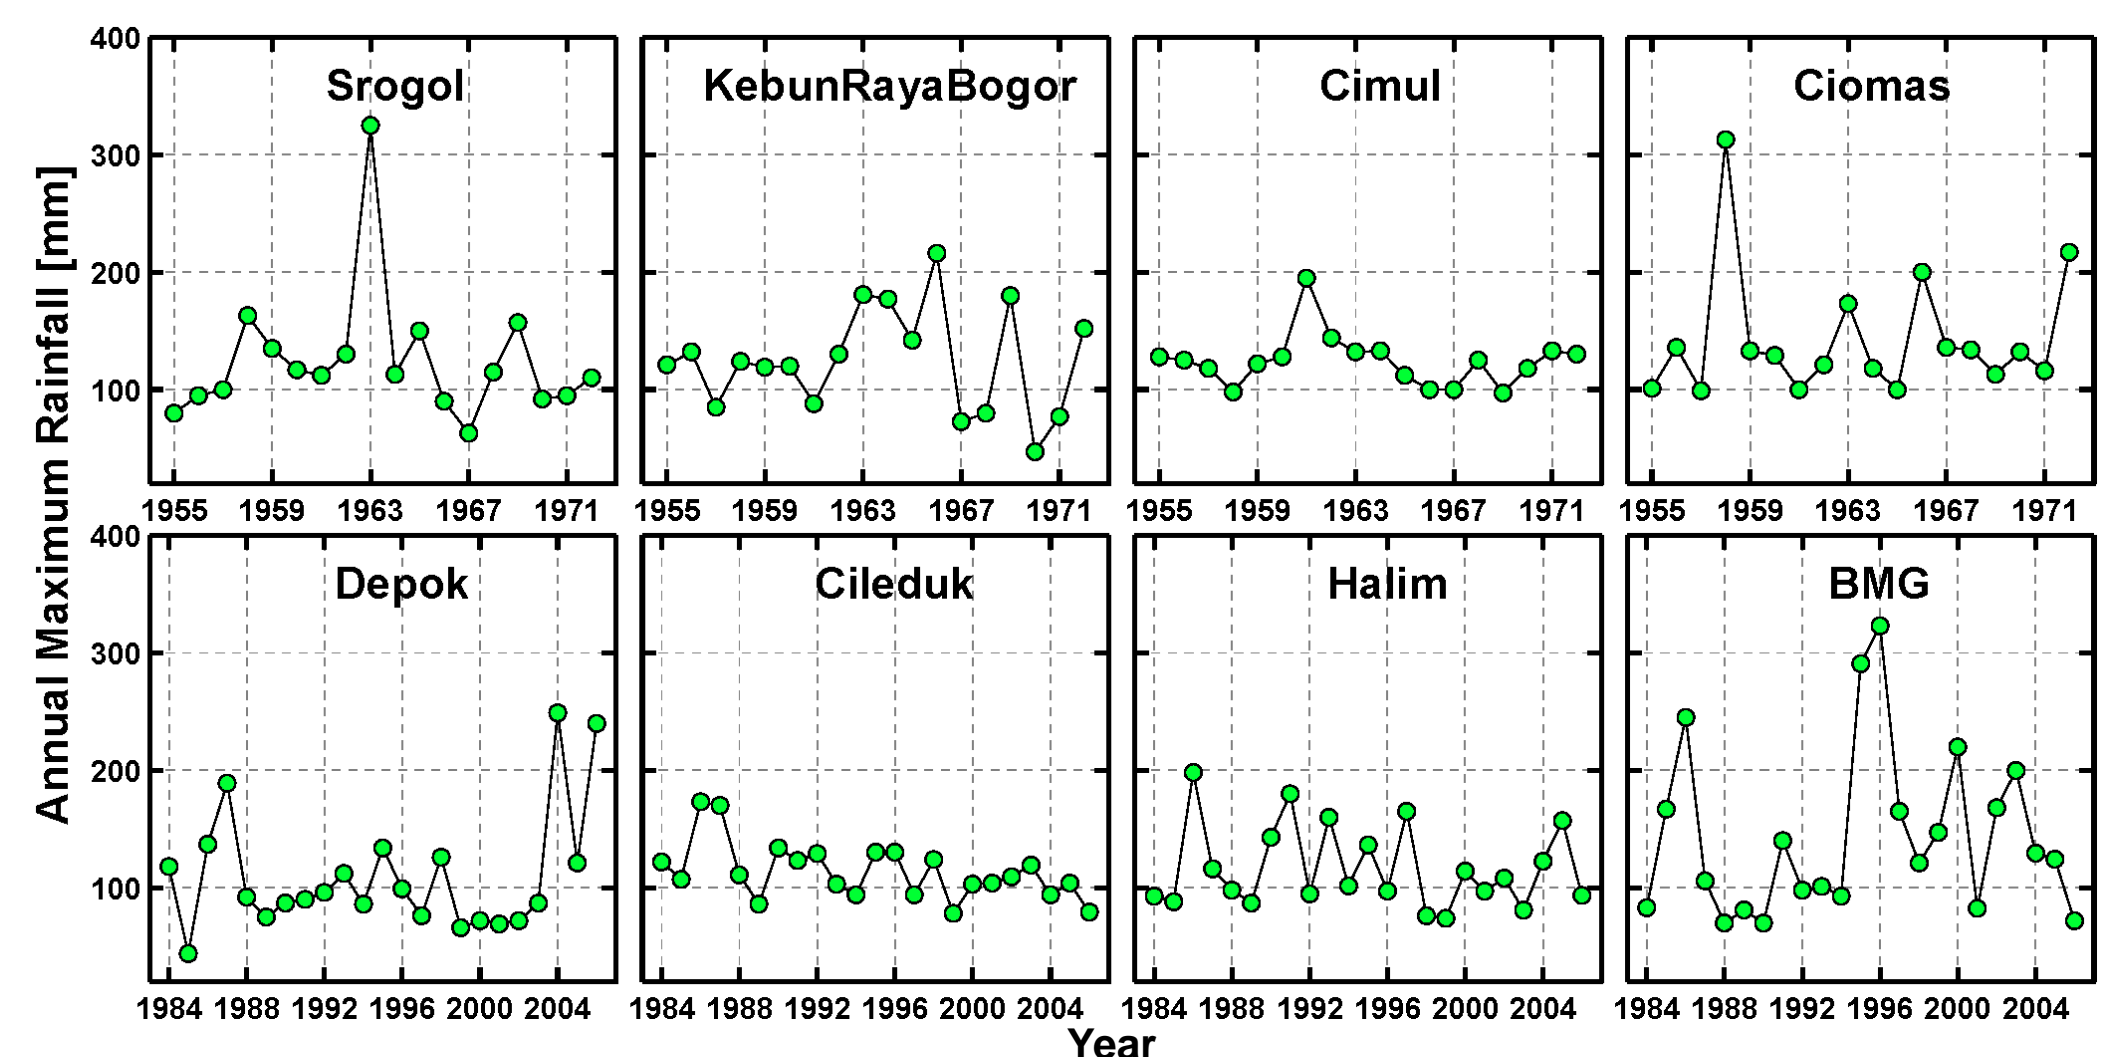 Annual Maximum Rainfall [mm]
400
300
200
100
Srogol
KebunRayaBogor
Cimul
Ciomas
1955 1959 1963 1967 1971
1955 1959 1963 1967 1971
1955 1959 1963 1967 1971
1955 1959 1963 1967 1971
400
300
200
100
Depok
Cileduk
Halim
BMG
1984 1988 1992 1996 2000 2004
1984 1988 1992 1996 2000 2004
1984 1988 1992 1996 2000 2004
1984 1988 1992 1996 2000 2004
Year